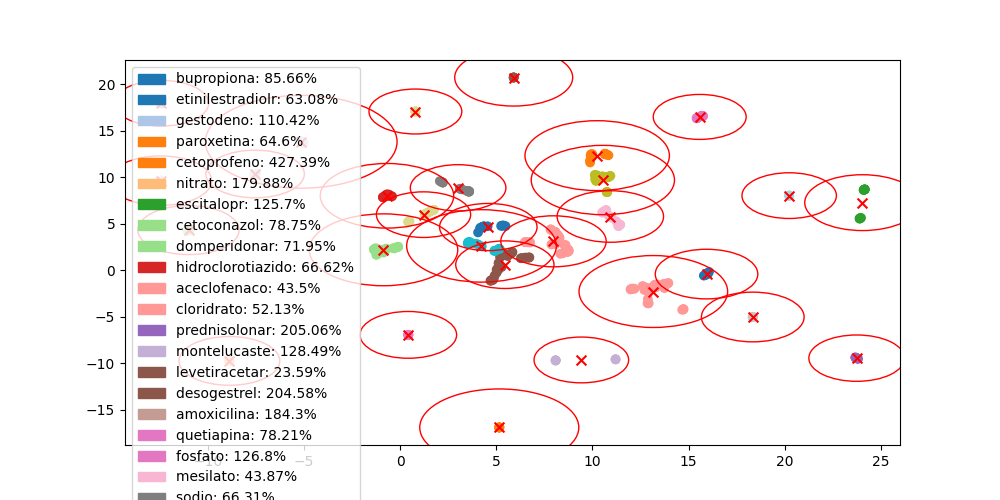 20
15
10
5
0
−5
−10
−15
−10
−5
0
5
10
15
20
25
bupropiona: 85.66%
etinilestradiolr: 63.08%
gestodeno: 110.42%
paroxetina: 64.6%
cetoprofeno: 427.39%
nitrato: 179.88%
escitalopr: 125.7%
cetoconazol: 78.75%
domperidonar: 71.95%
hidroclorotiazido: 66.62%
aceclofenaco: 43.5%
cloridrato: 52.13%
prednisolonar: 205.06%
montelucaste: 128.49%
levetiracetar: 23.59%
desogestrel: 204.58%
amoxicilina: 184.3%
quetiapina: 78.21%
fosfato: 126.8%
mesilato: 43.87%
sodio: 66.31%